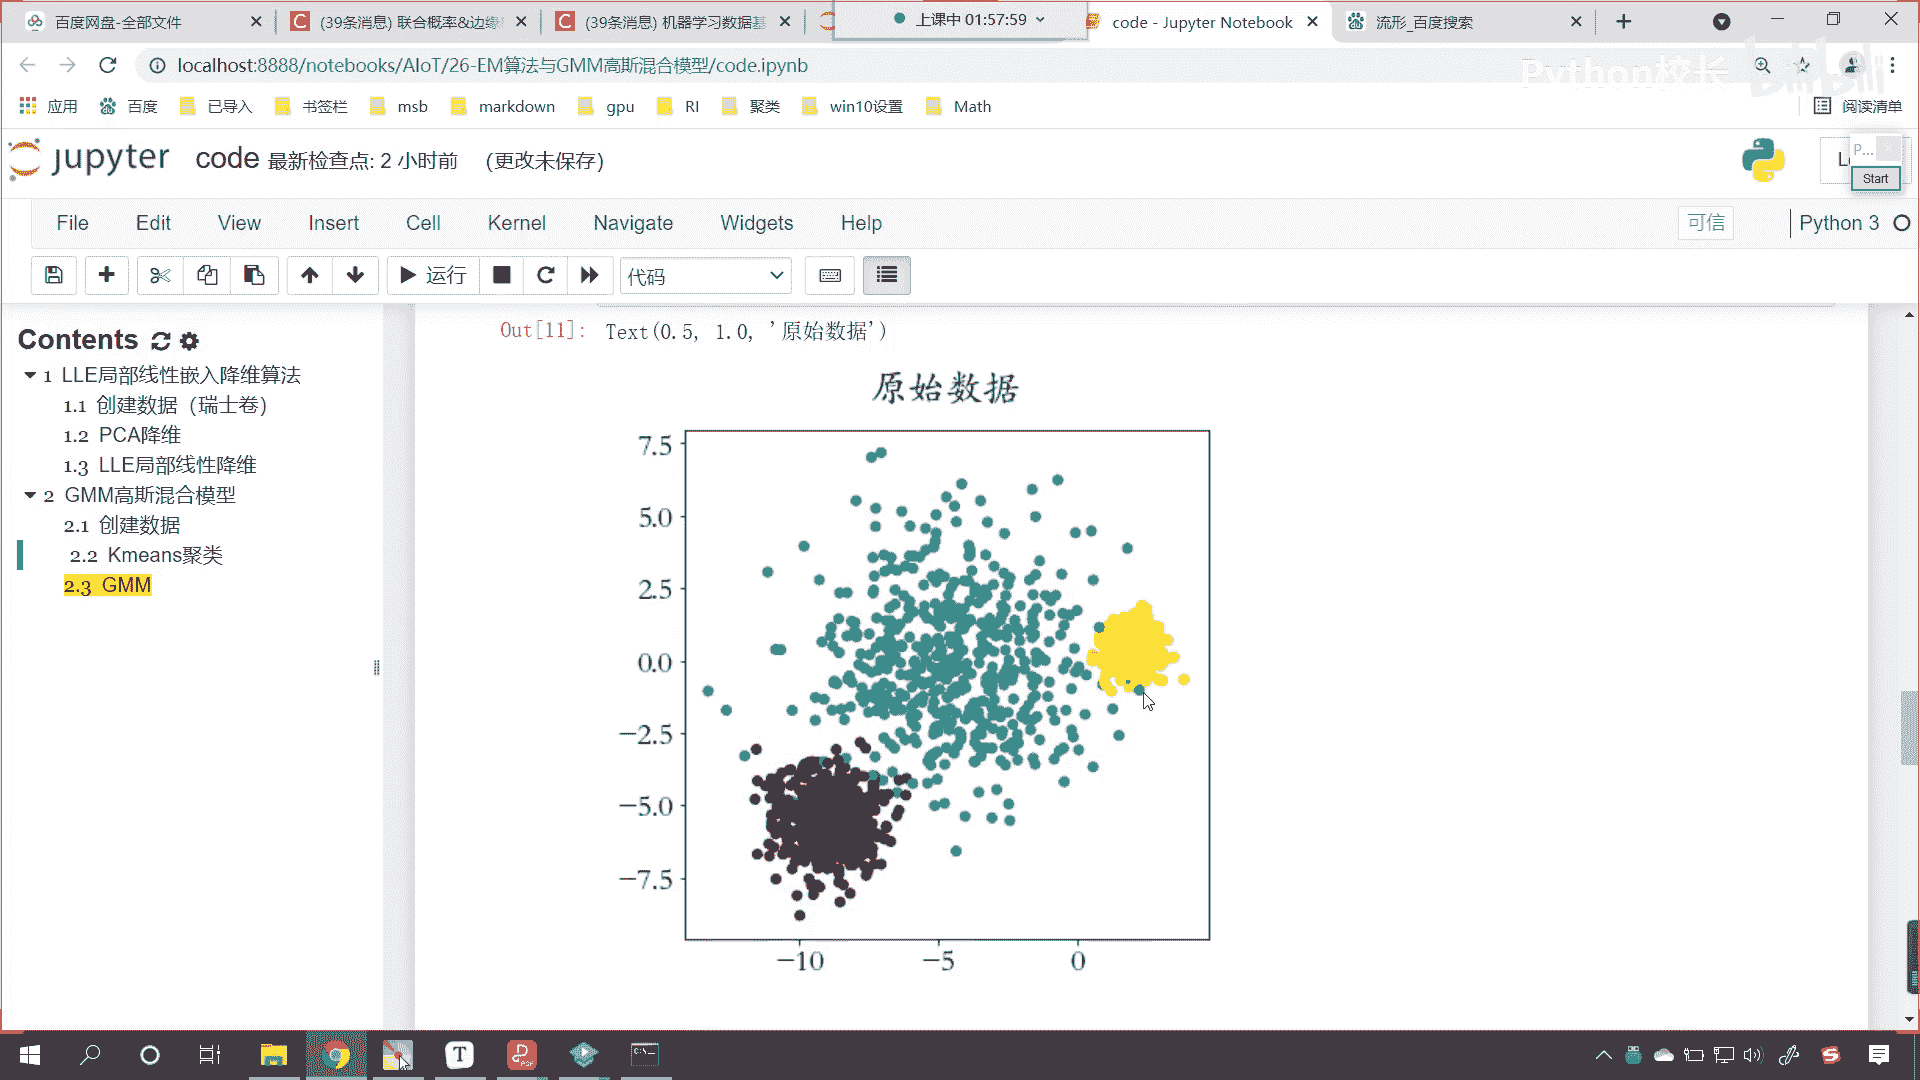 百度网盘-全部文件
(39条消息) 联合概率&边缘
(39条消息) 机器学习数据基
上课中 01:57:59
code - Jupyter Notebook
流形_百度搜索
localhost:8888/notebooks/AIoT/26-EM算法与GMM高斯混合模型/code.ipynb
Python校长
bilibili
应用
百度
已导入
书签栏
msb
markdown
gpu
RI
聚类
win10设置
Math
阅读清单
jupyter
code 最新检查点: 2 小时前 (更改未保存)
P...
Start
File
Edit
View
Insert
Cell
Kernel
Navigate
Widgets
Help
可信
Python 3
运行
代码
Contents
1 LLE局部线性嵌入降维算法
1.1 创建数据（瑞士卷）
1.2 PCA降维
1.3 LLE局部线性降维
2 GMM高斯混合模型
2.1 创建数据
2.2 Kmeans聚类
2.3 GMM
Out[11]: Text(0.5, 1.0, '原始数据')
原始数据
7.5
5.0
2.5
0.0
−2.5
−5.0
−7.5
−10
−5
0